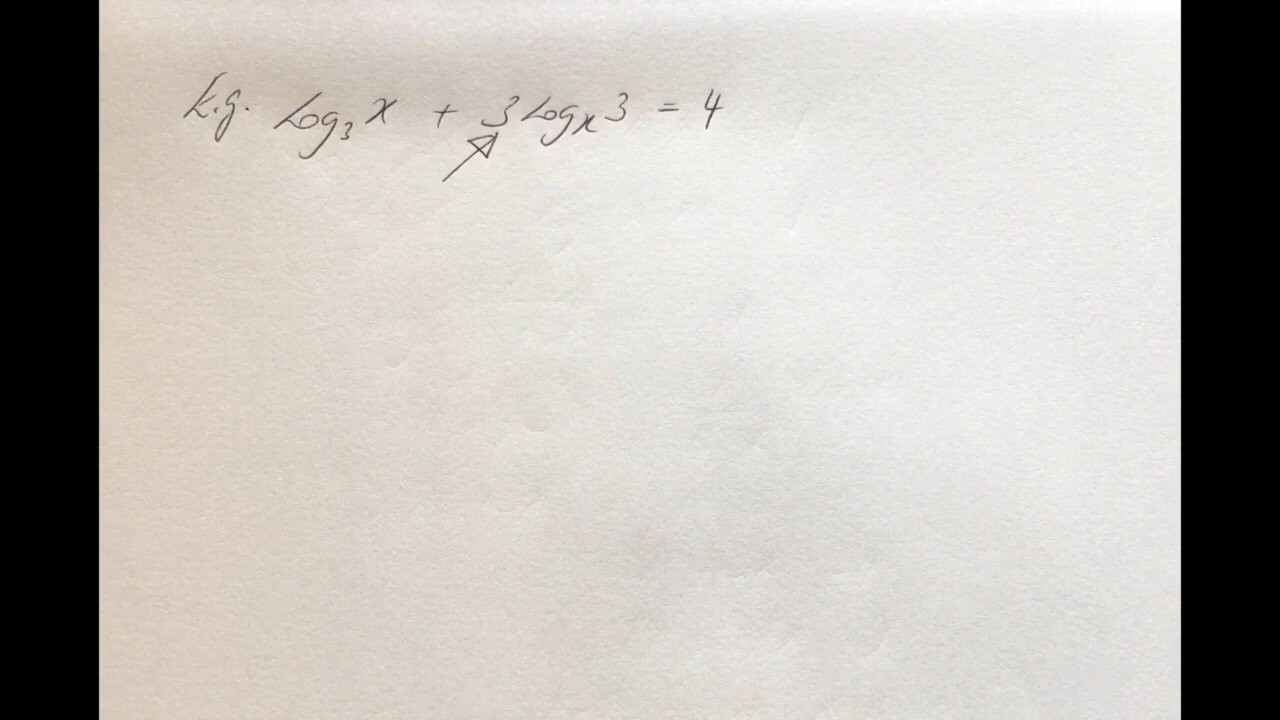 E.g. Log₃x + 3Logₓ3 = 4